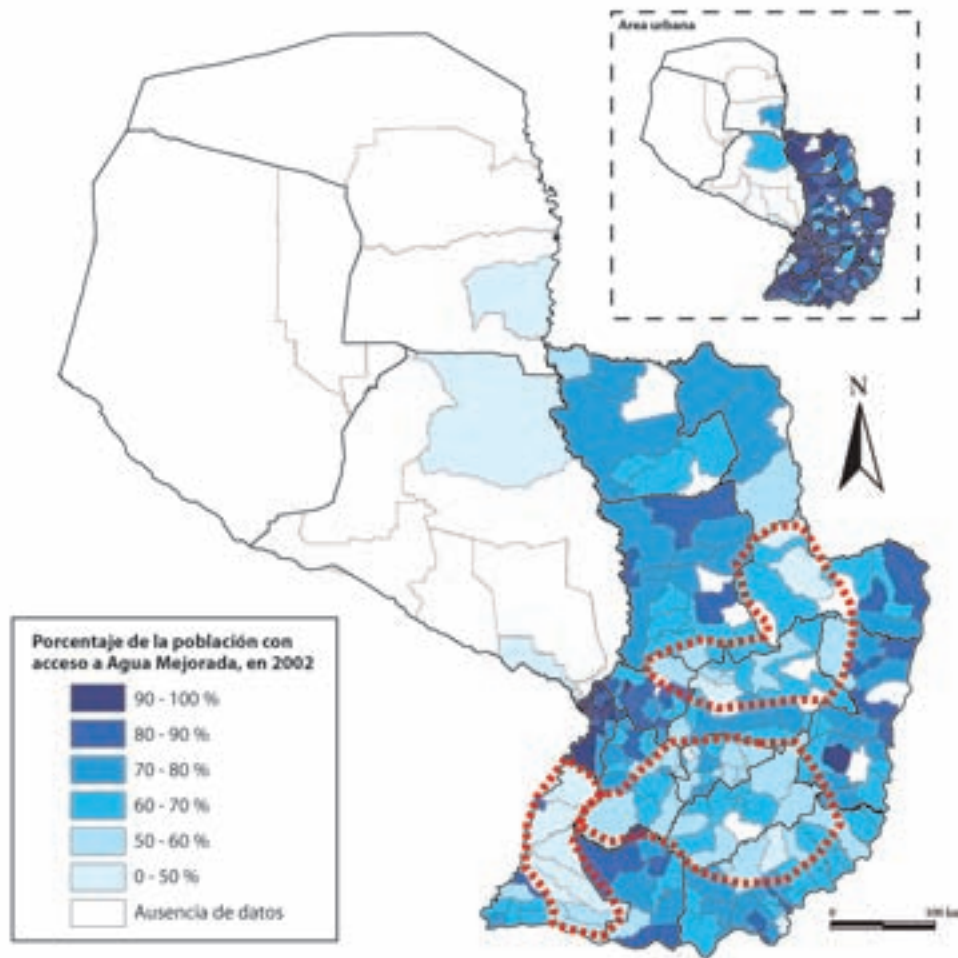 Area urbana
N
Porcentaje de la población con
acceso a Agua Mejorada, en 2002
90 - 100 %
80 - 90 %
70 - 80 %
60 - 70 %
50 - 60 %
0 - 50 %
Ausencia de datos
0